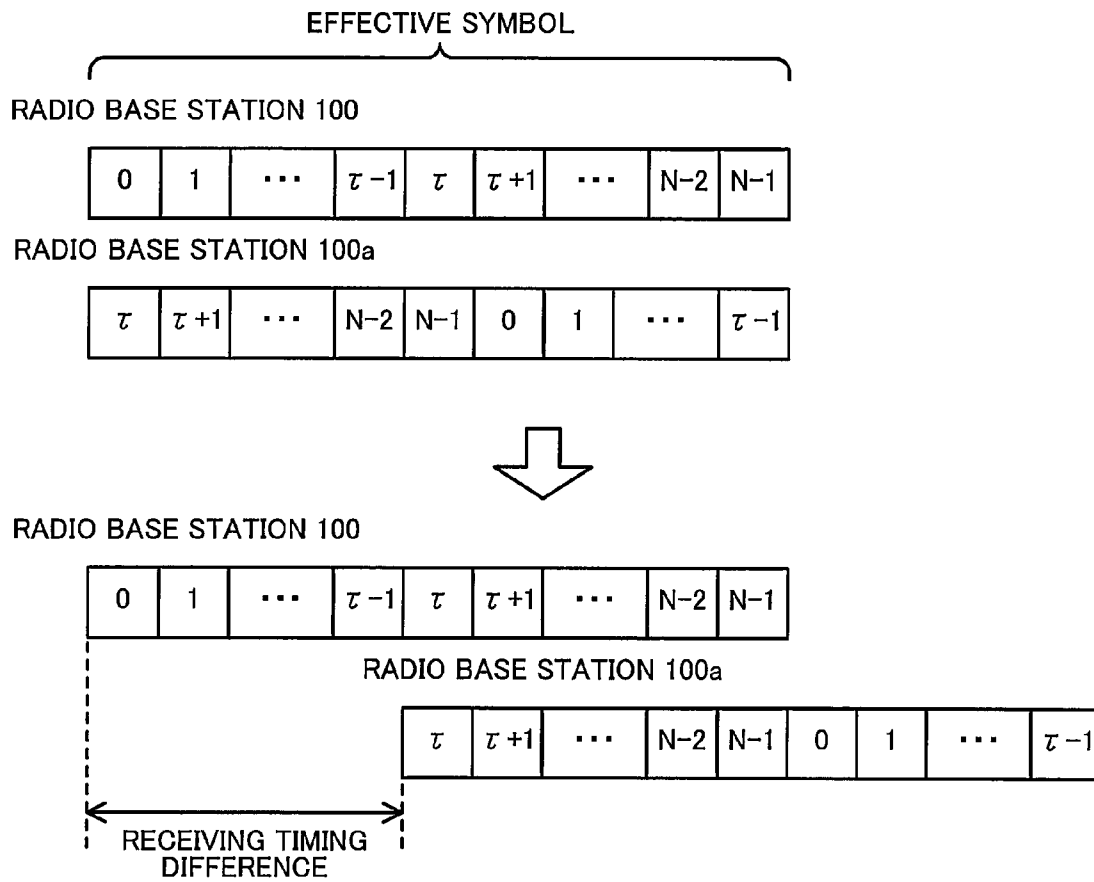 EFFECTIVE SYMBOL
RADIO BASE STATION 100
0 1 ··· τ-1 τ τ+1 ··· N-2 N-1
RADIO BASE STATION 100a
τ τ+1 ··· N-2 N-1 0 1 ··· τ-1
RADIO BASE STATION 100
0 1 ··· τ-1 τ τ+1 ··· N-2 N-1
RADIO BASE STATION 100a
τ τ+1 ··· N-2 N-1 0 1 ··· τ-1
RECEIVING TIMING
DIFFERENCE